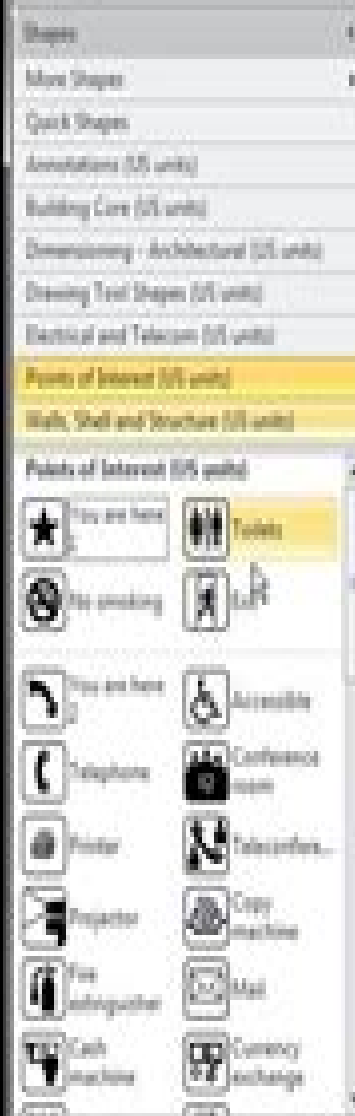 Shapes
More Shapes
Quick Shapes
Annotations (US units)
Building Core (US units)
Dimensioning - Architectural (US units)
Drawing Tool Shapes (US units)
Electrical and Telecom (US units)
Points of Interest (US units)
Walls, Shell and Structure (US units)
Points of Interest (US units)
You are here
2
Toilets
No smoking
Exit
You are here
2
Accessible
Telephone
Conference
room
Printer
Teleconfere...
Projector
Copy
machine
Fire
extinguisher
Mail
Cash
machine
Currency
exchange